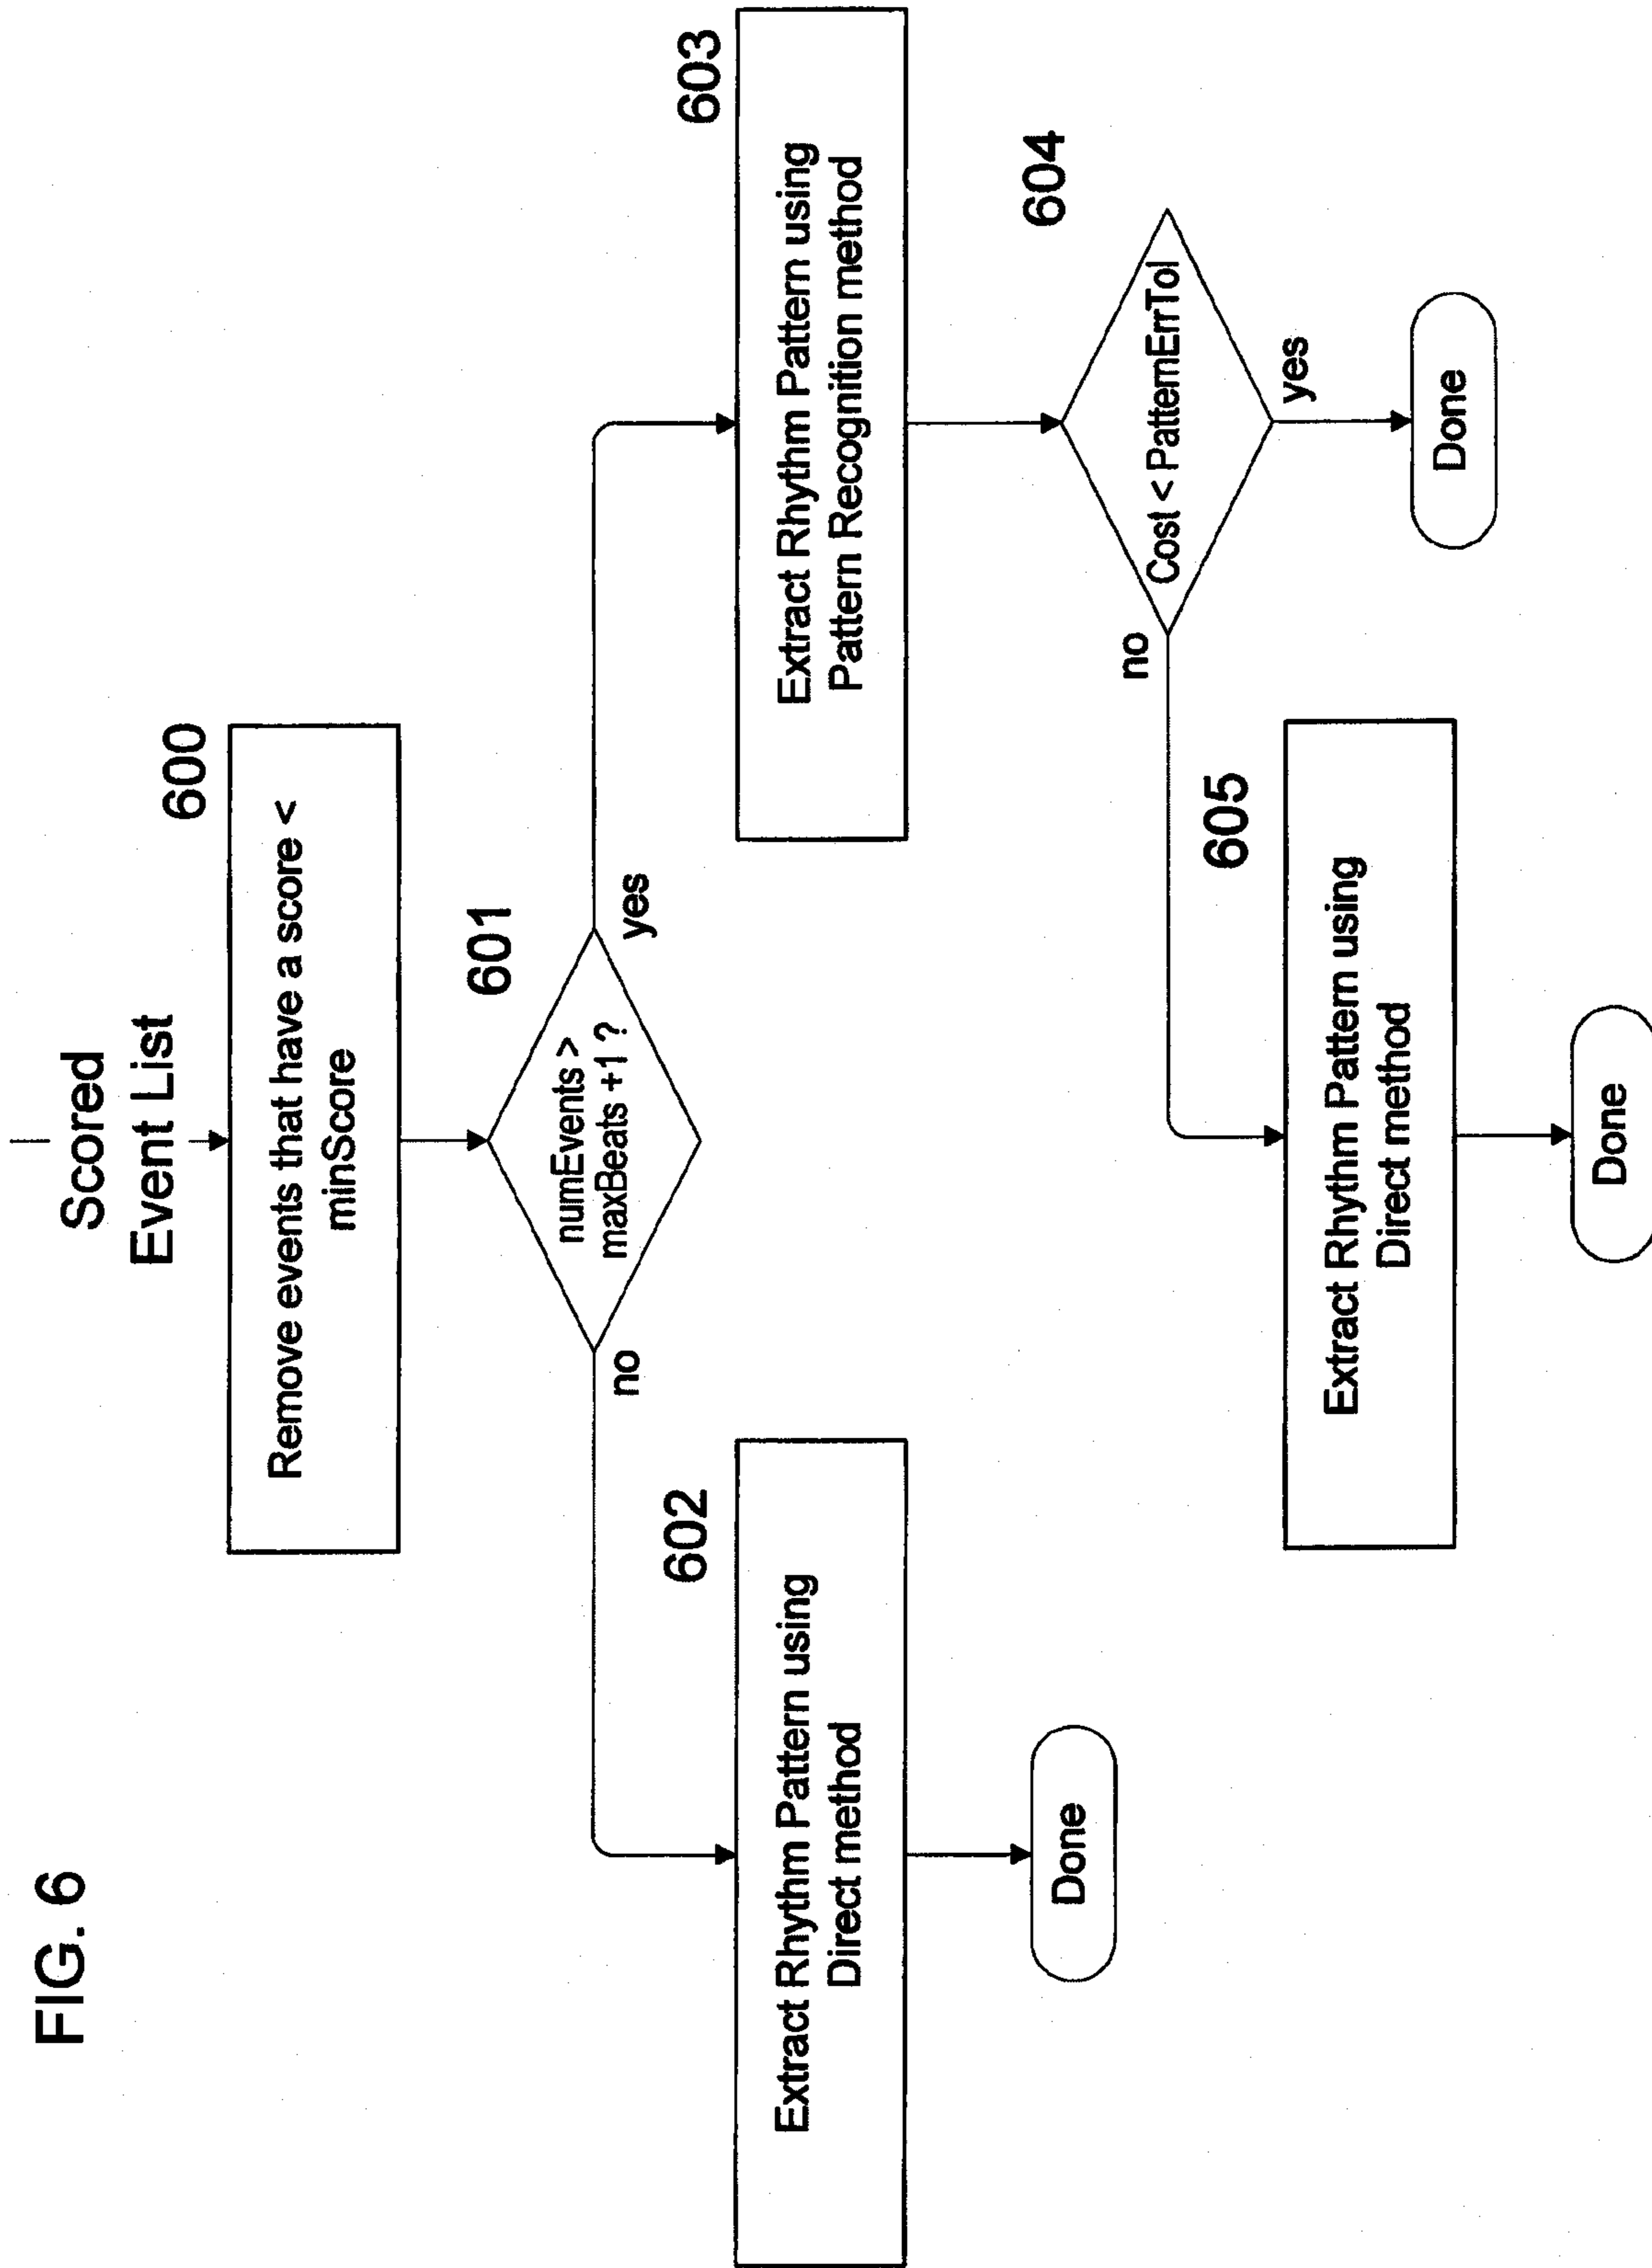 FIG. 6
Scored
Event List
600
Remove events that have a score <
minScore
601
numEvents >
maxBeats +1 ?
no
yes
602
Extract Rhythm Pattern using
Direct method
Done
603
Extract Rhythm Pattern using
Pattern Recognition method
604
Cost < PatternErrTol
no
yes
Done
605
Extract Rhythm Pattern using
Direct method
Done